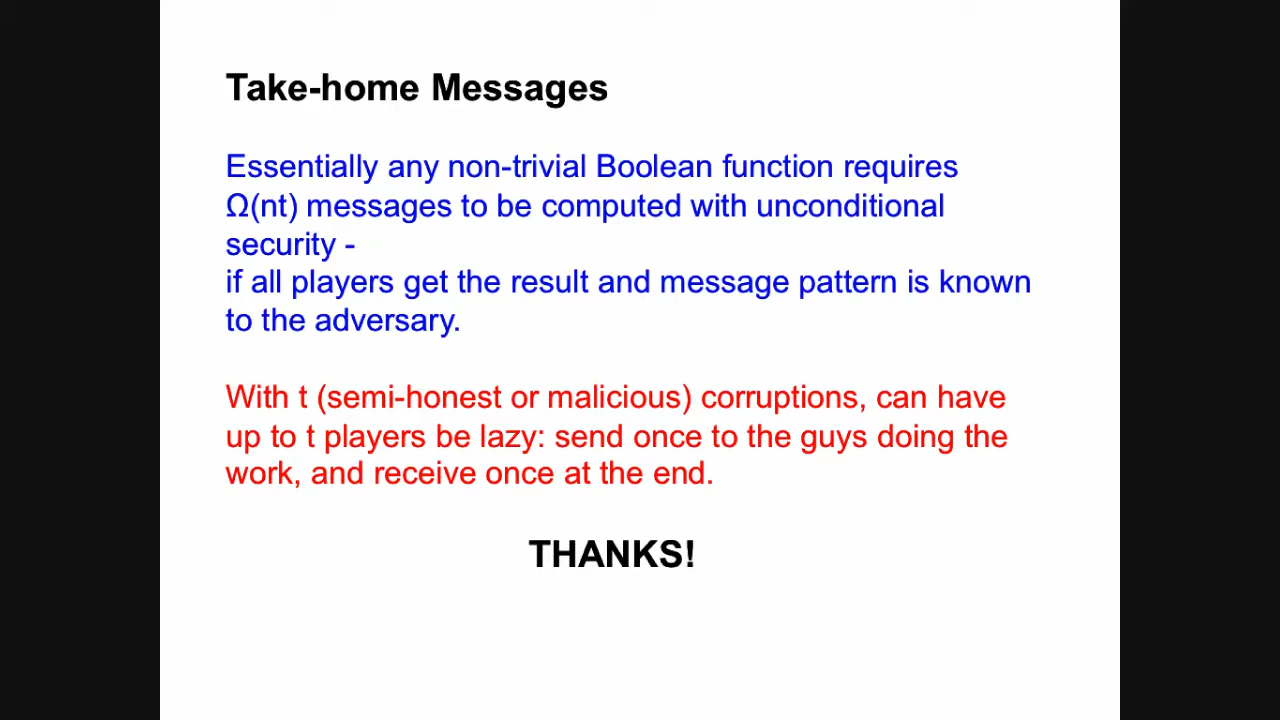 Take-home Messages
Essentially any non-trivial Boolean function requires
Ω(nt) messages to be computed with unconditional
security -
if all players get the result and message pattern is known
to the adversary.
With t (semi-honest or malicious) corruptions, can have
up to t players be lazy: send once to the guys doing the
work, and receive once at the end.
THANKS!